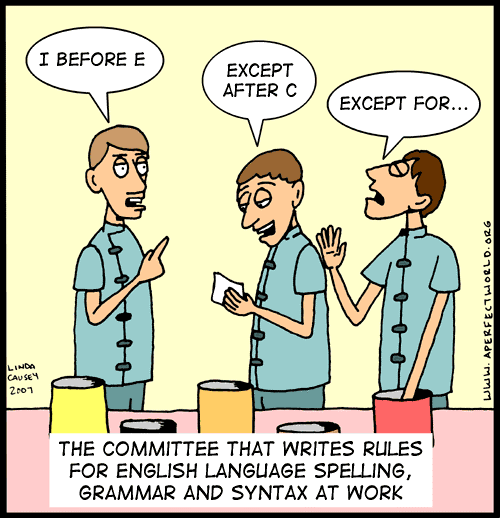 I BEFORE E
EXCEPT
AFTER C
EXCEPT FOR...
LINDA
CAUSEY
2007
WWW.APERFECTWORLD.ORG
THE COMMITTEE THAT WRITES RULES
FOR ENGLISH LANGUAGE SPELLING,
GRAMMAR AND SYNTAX AT WORK